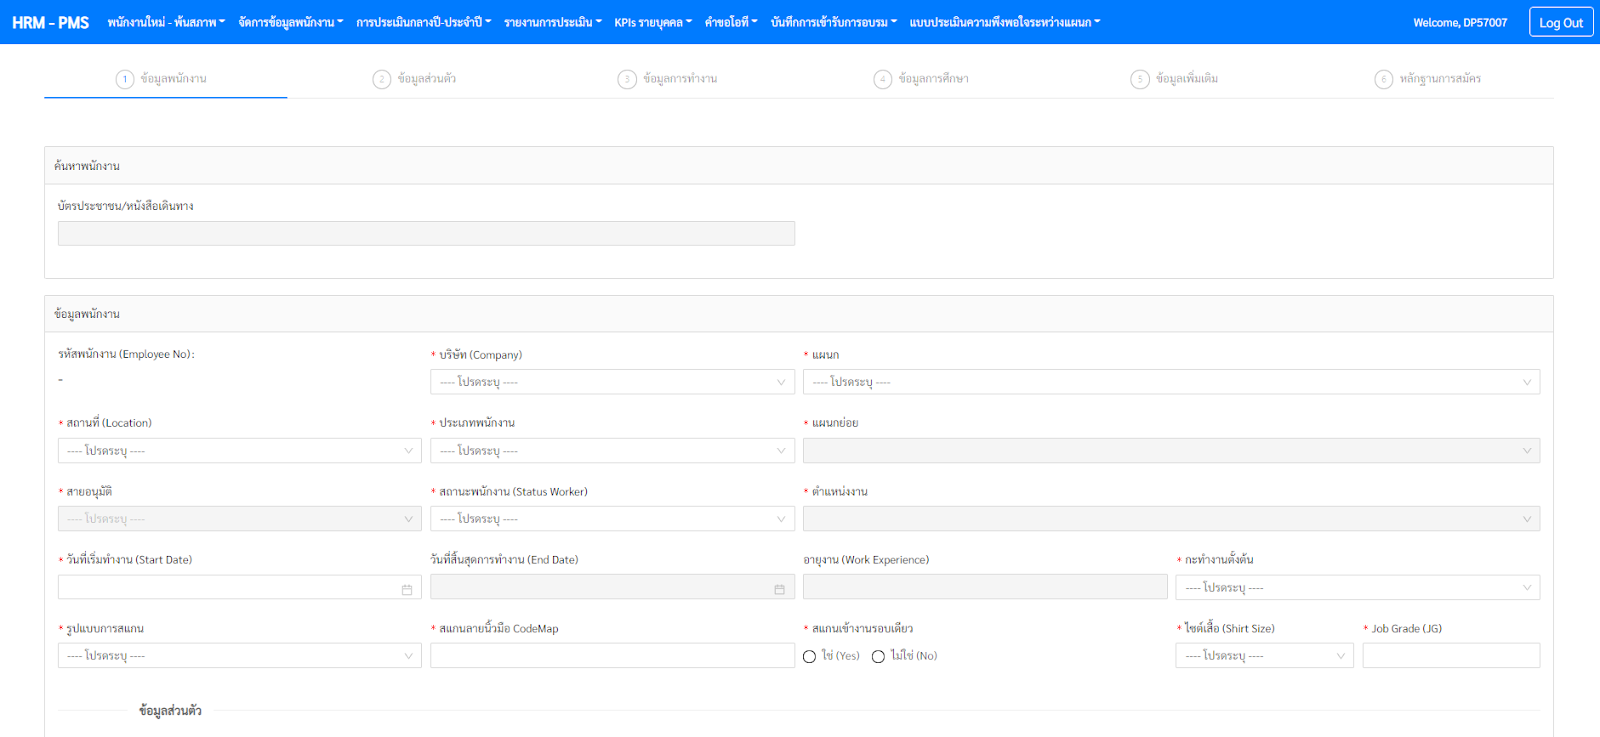 HRM - PMS พนักงานใหม่ - พ้นสภาพ จัดการข้อมูลพนักงาน การประเมินกลางปี-ประจำปี รายงานการประเมิน KPIs รายบุคคล คำขอโอที บันทึกการเข้ารับการอบรม แบบประเมินความพึงพอใจระหว่างแผนก Welcome, DP57007 Log Out
1 ข้อมูลพนักงาน 2 ข้อมูลส่วนตัว 3 ข้อมูลการทำงาน 4 ข้อมูลการศึกษา 5 ข้อมูลเพิ่มเติม 6 หลักฐานการสมัคร
ค้นหาพนักงาน
บัตรประชาชน/หนังสือเดินทาง
ข้อมูลพนักงาน
รหัสพนักงาน (Employee No): * บริษัท (Company) * แผนก
- ---- โปรดระบุ ---- ---- โปรดระบุ ----
* สถานที่ (Location) * ประเภทพนักงาน * แผนกย่อย
---- โปรดระบุ ---- ---- โปรดระบุ ----
* สายอนุมัติ * สถานะพนักงาน (Status Worker) * ตำแหน่งงาน
---- โปรดระบุ ---- ---- โปรดระบุ ----
* วันที่เริ่มทำงาน (Start Date) วันที่สิ้นสุดการทำงาน (End Date) อายุงาน (Work Experience) * กะทำงานตั้งต้น
---- โปรดระบุ ----
* รูปแบบการสแกน * สแกนลายนิ้วมือ CodeMap * สแกนเข้างานรอบเดียว * ไซต์เสื้อ (Shirt Size) * Job Grade (JG)
---- โปรดระบุ ---- ใช่ (Yes) ไม่ใช่ (No) ---- โปรดระบุ ----
ข้อมูลส่วนตัว